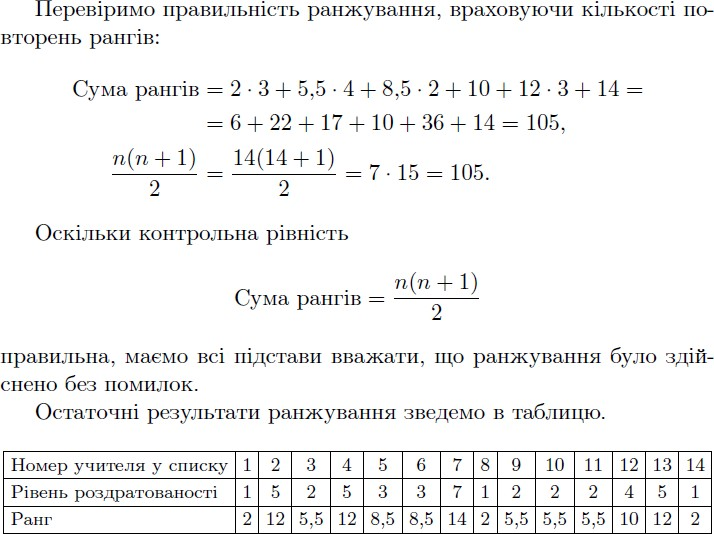 Перевіримо правильність ранжування, враховуючи кількості по-
вторень рангів:
Сума рангів = 2 · 3 + 5,5 · 4 + 8,5 · 2 + 10 + 12 · 3 + 14 =
= 6 + 22 + 17 + 10 + 36 + 14 = 105,
n(n + 1)/2 = 14(14 + 1)/2 = 7 · 15 = 105.
Оскільки контрольна рівність
Сума рангів = n(n + 1)/2
правильна, маємо всі підстави вважати, що ранжування було здій-
снено без помилок.
Остаточні результати ранжування зведемо в таблицю.
Номер учителя у списку 1 2 3 4 5 6 7 8 9 10 11 12 13 14
Рівень роздратованості 1 5 2 5 3 3 7 1 2 2 2 4 5 1
Ранг 2 12 5,5 12 8,5 8,5 14 2 5,5 5,5 5,5 10 12 2